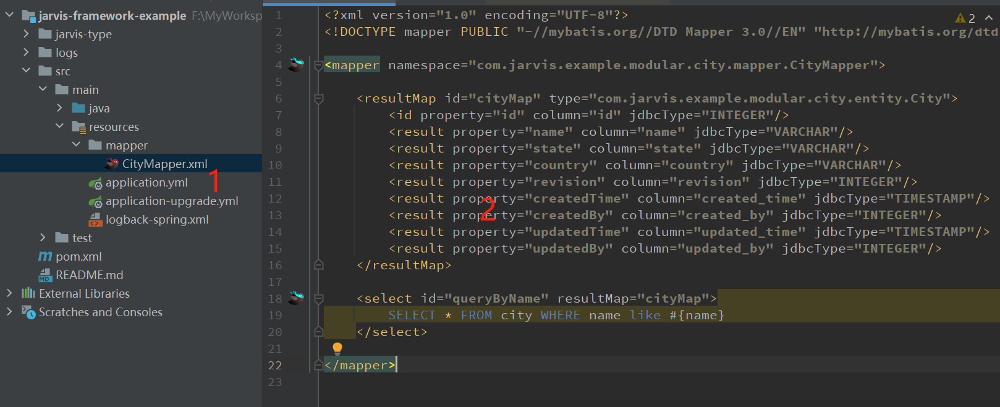 jarvis-framework-example F:\MyWorksp
jarvis-type
logs
src
main
java
resources
mapper
CityMapper.xml
1
application.yml
application-upgrade.yml
logback-spring.xml
test
pom.xml
README.md
External Libraries
Scratches and Consoles
2
1 <?xml version="1.0" encoding="UTF-8"?>
2 <!DOCTYPE mapper PUBLIC "-//mybatis.org//DTD Mapper 3.0//EN" "http://mybatis.org/dtd
3
4 <mapper namespace="com.jarvis.example.modular.city.mapper.CityMapper">
5
6 <resultMap id="cityMap" type="com.jarvis.example.modular.city.entity.City">
7 <id property="id" column="id" jdbcType="INTEGER"/>
8 <result property="name" column="name" jdbcType="VARCHAR"/>
9 <result property="state" column="state" jdbcType="VARCHAR"/>
10 <result property="country" column="country" jdbcType="VARCHAR"/>
11 <result property="revision" column="revision" jdbcType="INTEGER"/>
12 <result property="createdTime" column="created_time" jdbcType="TIMESTAMP"/>
2
13 <result property="createdBy" column="created_by" jdbcType="INTEGER"/>
14 <result property="updatedTime" column="updated_time" jdbcType="TIMESTAMP"/>
15 <result property="updatedBy" column="updated_by" jdbcType="INTEGER"/>
16 </resultMap>
17
18 <select id="queryByName" resultMap="cityMap">
19 SELECT * FROM city WHERE name like #{name}
20 </select>
21
22 </mapper>
23